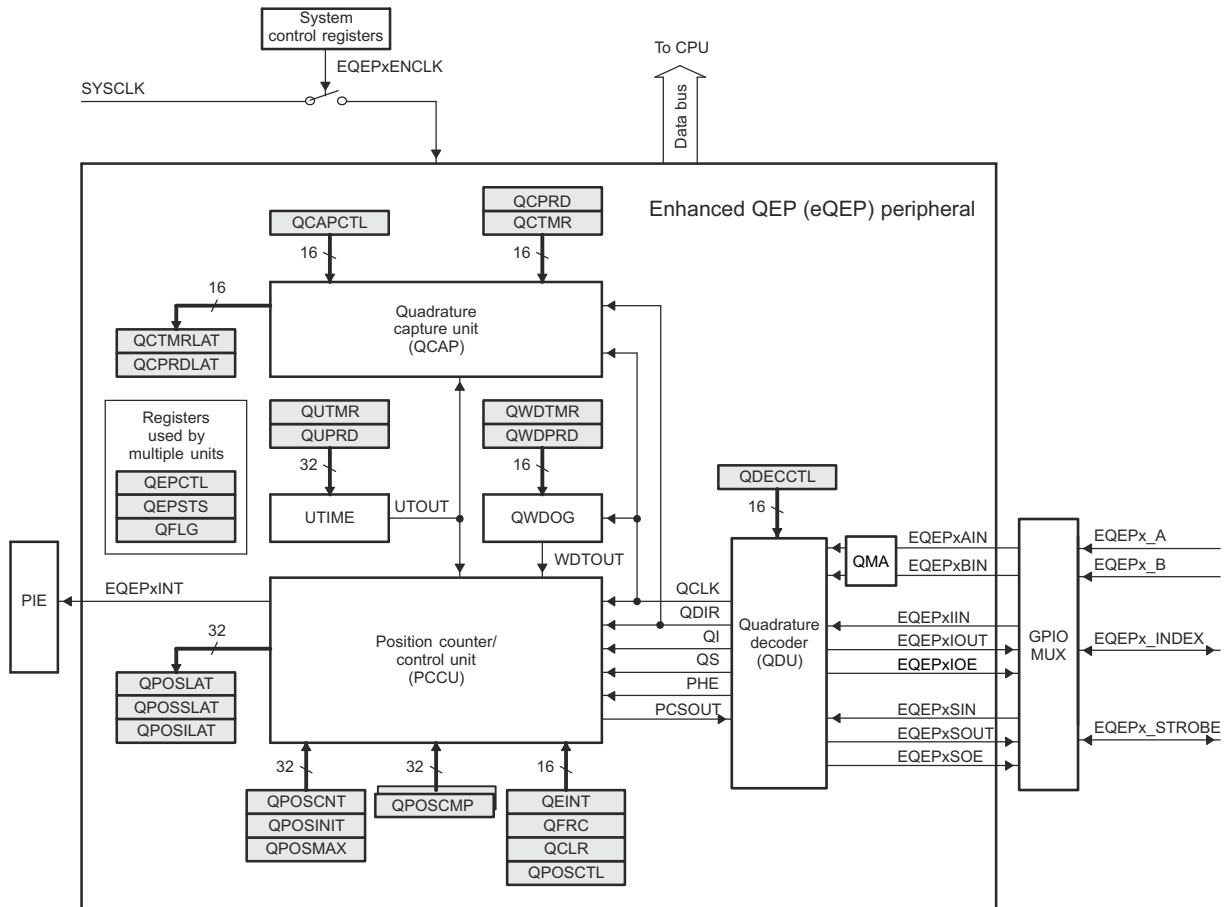 System
control registers
EQEPxENCLK
SYSCLK
To CPU
Data bus
Enhanced QEP (eQEP) peripheral
QCAPCTL
16
QCPRD
QCTMR
16
16
QCTMRLAT
QCPRDLAT
Quadrature
capture unit
(QCAP)
Registers
used by
multiple units
QEPCTL
QEPSTS
QFLG
QUTMR
QUPRD
32
UTIME
UTOUT
QWDTMR
QWDPRD
16
QWDOG
WDTOUT
QDECCTL
16
PIE
EQEPxINT
32
QPOSLAT
QPOSSLAT
QPOSILAT
Position counter/
control unit
(PCCU)
QCLK
QDIR
QI
QS
PHE
PCSOUT
Quadrature
decoder
(QDU)
QMA
EQEPxAIN
EQEPxBIN
EQEPxIIN
EQEPxIOUT
EQEPxIOE
EQEPxSIN
EQEPxSOUT
EQEPxSOE
GPIO
MUX
EQEPx_A
EQEPx_B
EQEPx_INDEX
EQEPx_STROBE
32
QPOSCNT
QPOSINIT
QPOSMAX
32
QPOSCMP
16
QEINT
QFRC
QCLR
QPOSCTL